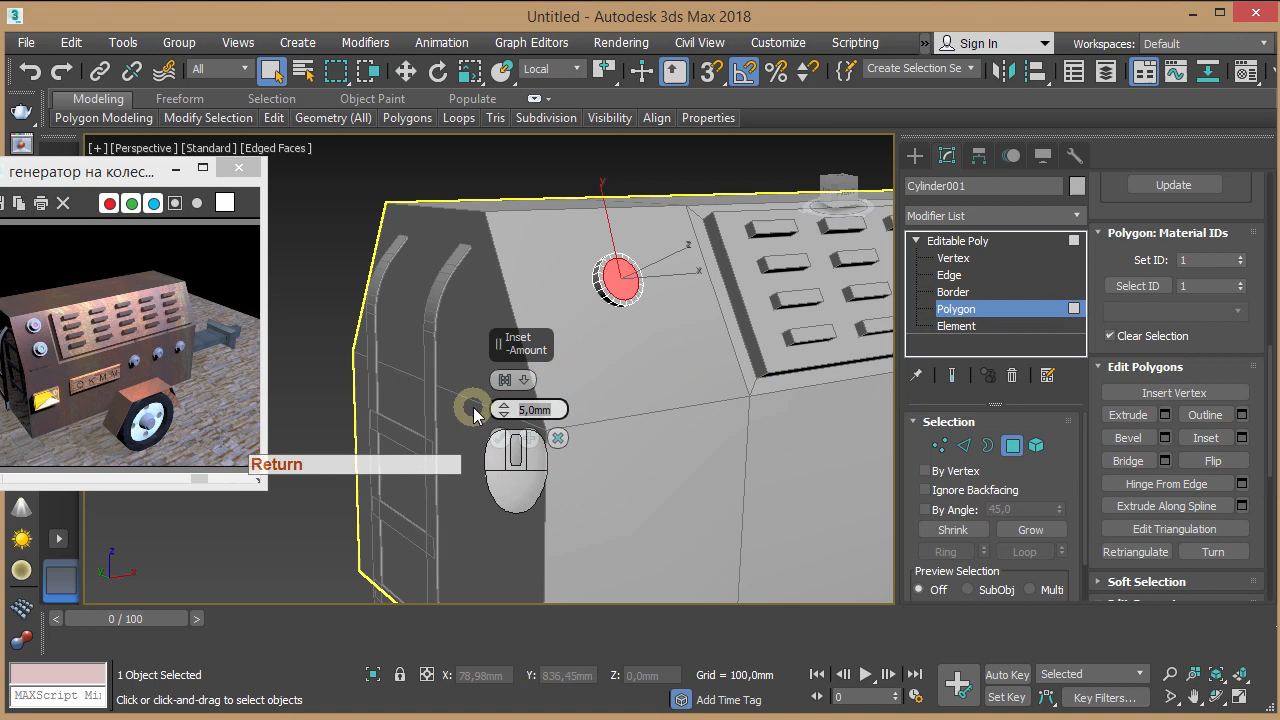 Untitled - Autodesk 3ds Max 2018
File Edit Tools Group Views Create Modifiers Animation Graph Editors Rendering Civil View Customize Scripting » Sign In Workspaces: Default
All Local Create Selection Se
Modeling Freeform Selection Object Paint Populate
Polygon Modeling Modify Selection Edit Geometry (All) Polygons Loops Tris Subdivision Visibility Align Properties
[+] [Perspective] [Standard] [Edged Faces]
генератор на колес...
OKMM
Return
Inset
-Amount
5,0mm
y
z
x
z
y
x
Cylinder001
Modifier List
Editable Poly
Vertex
Edge
Border
Polygon
Element
Selection
By Vertex
Ignore Backfacing
By Angle: 45,0
Shrink Grow
Ring Loop
Preview Selection
Off SubObj Multi
Update
Polygon: Material IDs
Set ID: 1
Select ID 1
Clear Selection
Edit Polygons
Insert Vertex
Extrude Outline
Bevel Inset
Bridge Flip
Hinge From Edge
Extrude Along Spline
Edit Triangulation
Retriangulate Turn
Soft Selection
< 0 / 100 >
1 Object Selected X: 78,98mm Y: 836,45mm Z: 0,0mm Grid = 100,0mm Auto Key Selected
MAXScript Mi Click or click-and-drag to select objects Add Time Tag 0 Set Key Key Filters...